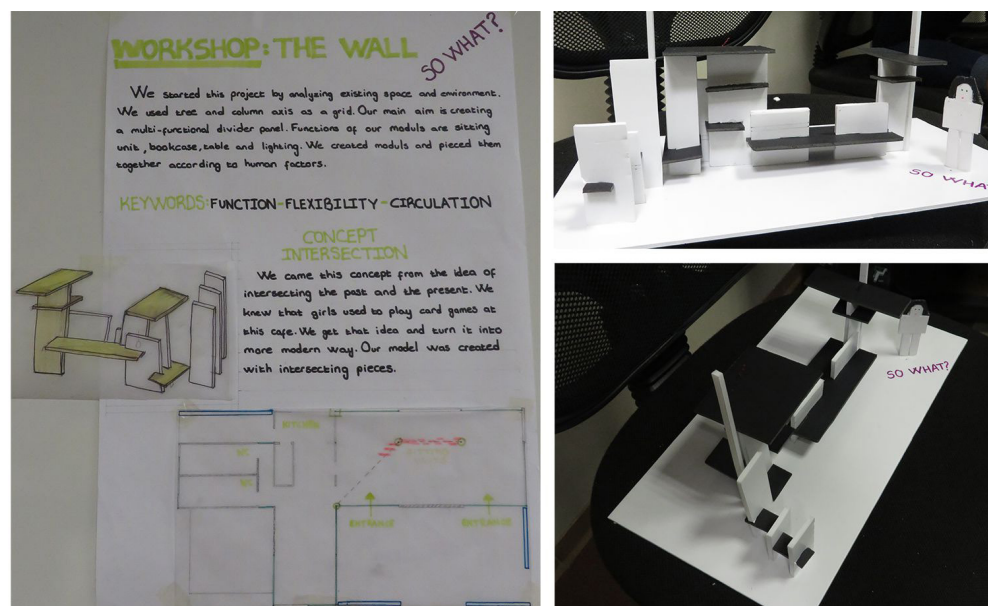 WORKSHOP: THE WALL
SO WHAT?
We started this project by analyzing existing space and environment.
We used tree and column axis as a grid. Our main aim is creating
a multi-functional divider panel. Functions of our moduls are sitting
unit, bookcase, table and lighting. We created moduls and pieced them
together according to human factors.
KEYWORDS: FUNCTION-FLEXIBILITY-CIRCULATION
CONCEPT
INTERSECTION
We came this concept from the idea of
intersecting the past and the present. We
knew that girls used to play card games at
this cafe. We get that idea and turn it into
more modern way. Our model was created
with intersecting pieces.
KITCHEN
WC
WC
ENTRANCE
ENTRANCE
SO WHA
SO WHAT?